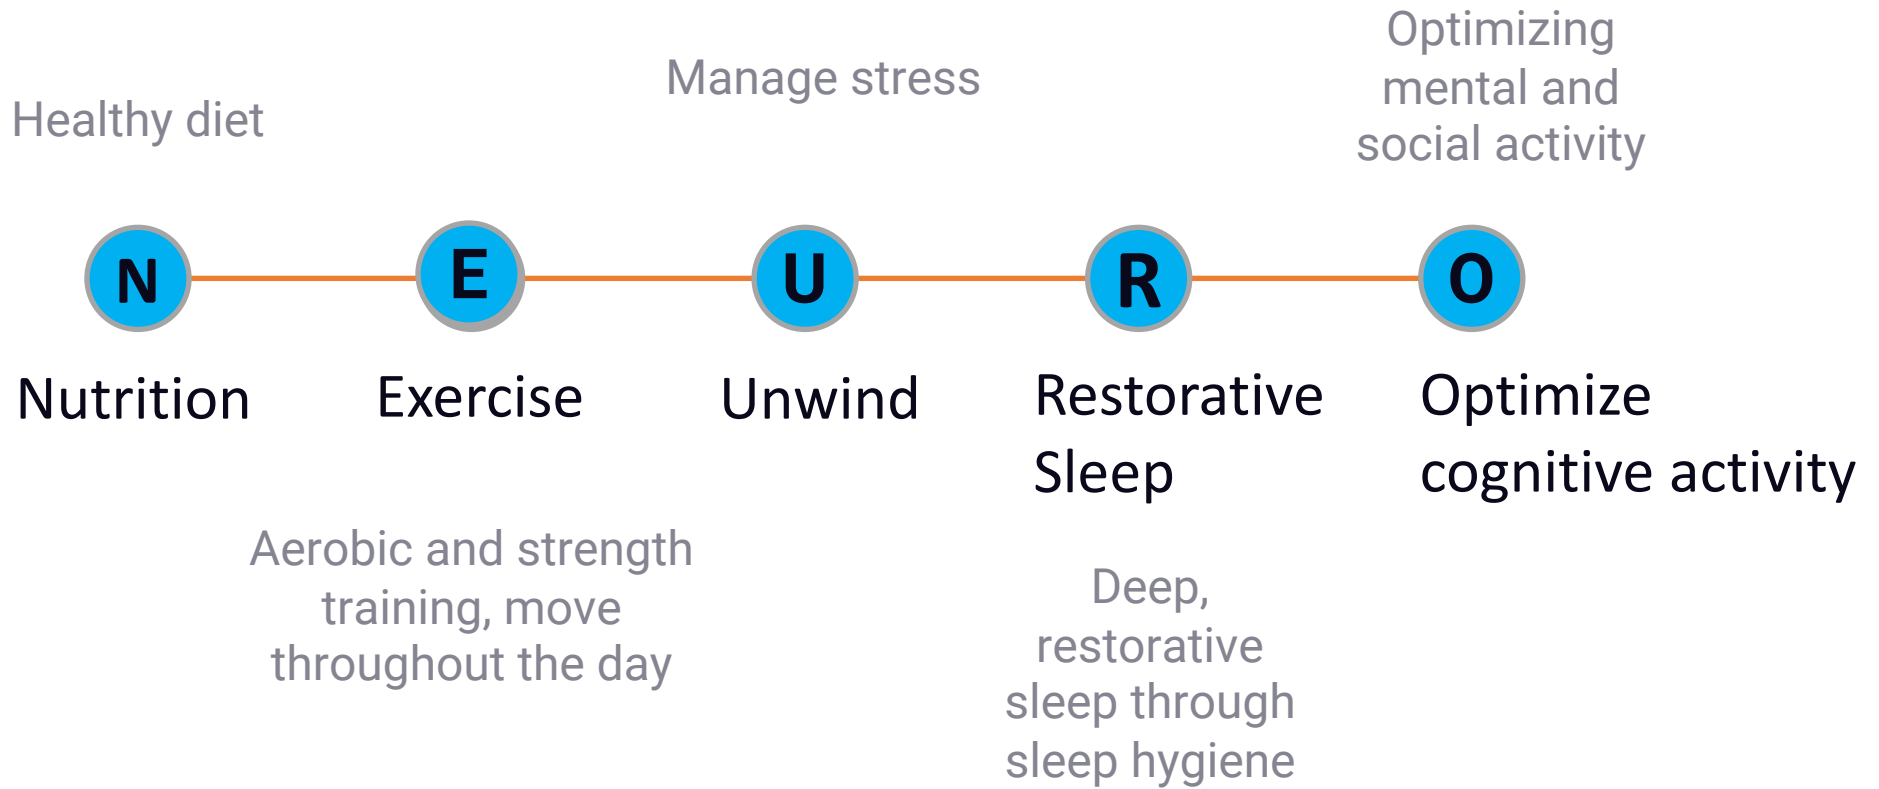 Healthy diet
Manage stress
Optimizing
mental and
social activity
N
E
U
R
O
Nutrition
Exercise
Unwind
Restorative
Sleep
Optimize
cognitive activity
Aerobic and strength
training, move
throughout the day
Deep,
restorative
sleep through
sleep hygiene